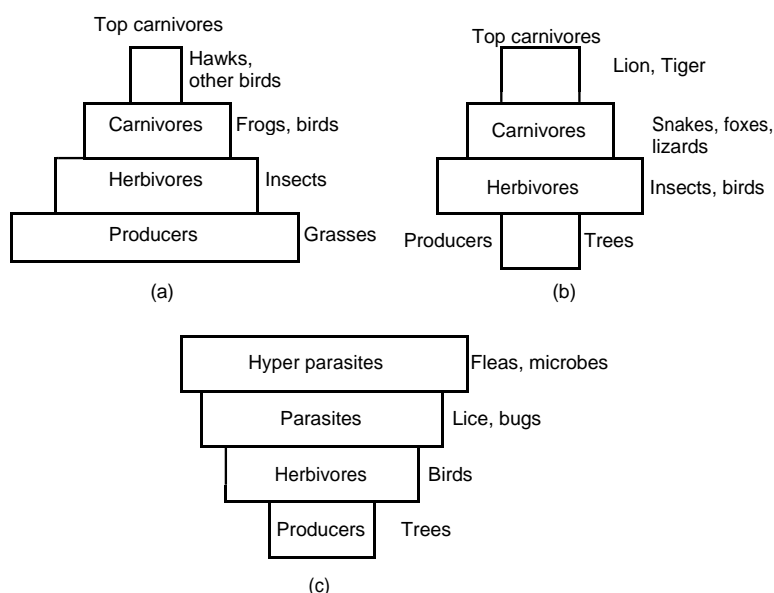 Top carnivores
Hawks,
other birds
Carnivores
Frogs, birds
Herbivores
Insects
Producers
Grasses
(a)
Top carnivores
Lion, Tiger
Carnivores
Snakes, foxes,
lizards
Herbivores
Insects, birds
Producers
Trees
(b)
Hyper parasites
Fleas, microbes
Parasites
Lice, bugs
Herbivores
Birds
Producers
Trees
(c)